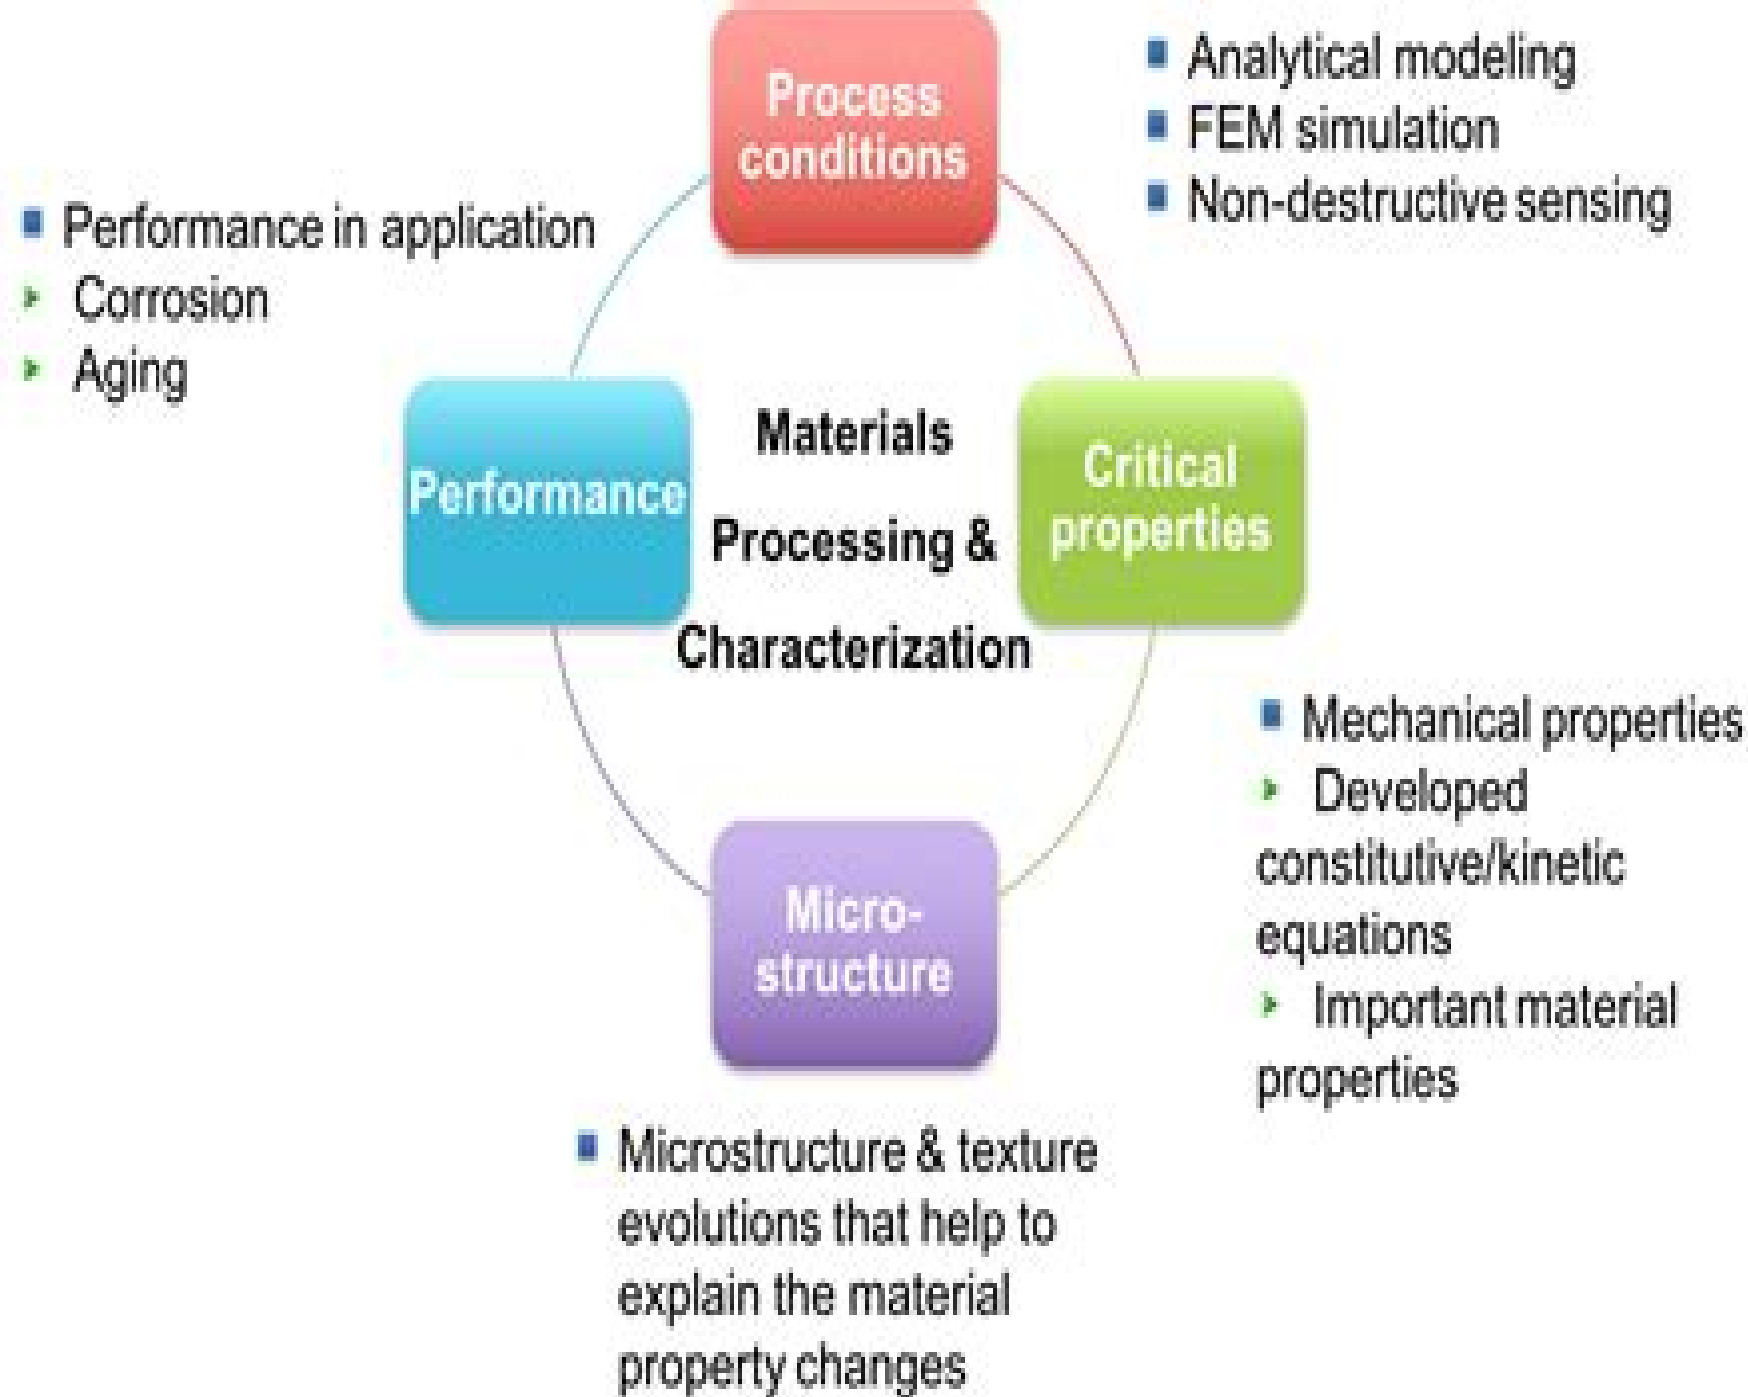 Process
conditions
Analytical modeling
FEM simulation
Non-destructive sensing
Performance in application
Corrosion
Aging
Performance
Materials
Processing &
Characterization
Critical
properties
Mechanical properties
Developed
constitutive/kinetic
equations
Important material
properties
Micro-
structure
Microstructure & texture
evolutions that help to
explain the material
property changes